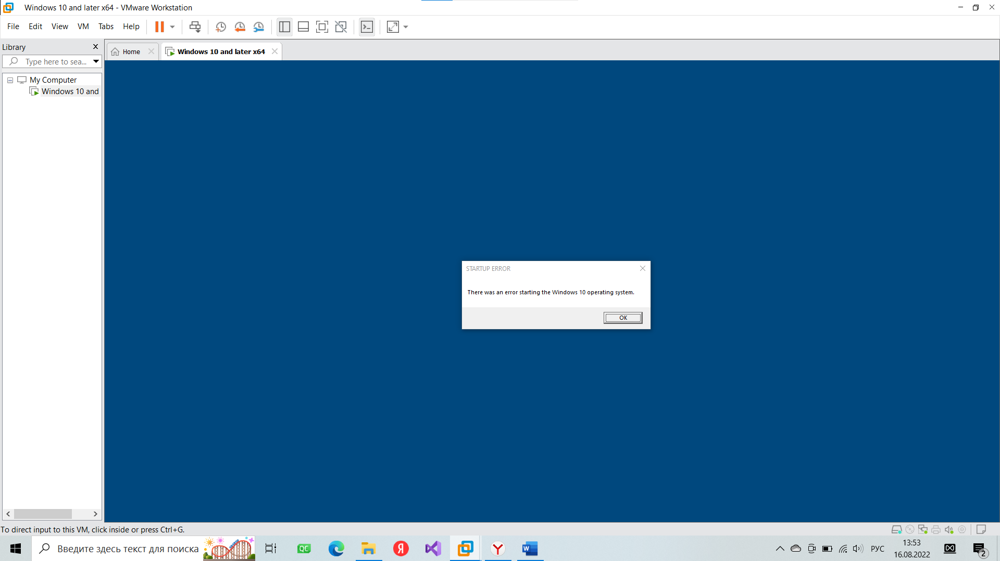 Windows 10 and later x64 - VMware Workstation
File Edit View VM Tabs Help
Library
Home
Windows 10 and later x64
Type here to sea...
My Computer
Windows 10 and
STARTUP ERROR
There was an error starting the Windows 10 operating system.
OK
To direct input to this VM, click inside or press Ctrl+G.
Введите здесь текст для поиска
QC
Я
Y
W
РУС
13:53
16.08.2022
2